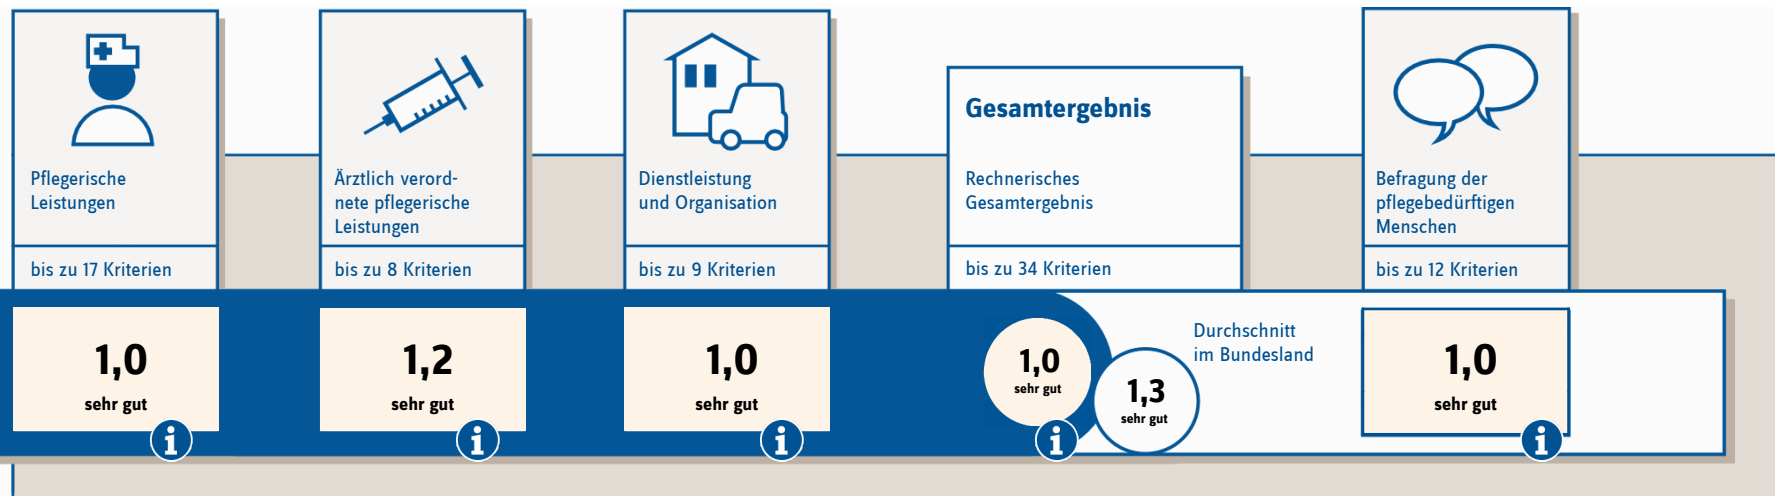 Pflegerische
Leistungen
bis zu 17 Kriterien
1,0
sehr gut
Ärztlich verord-
nete pflegerische
Leistungen
bis zu 8 Kriterien
1,2
sehr gut
Dienstleistung
und Organisation
bis zu 9 Kriterien
1,0
sehr gut
Gesamtergebnis
Rechnerisches
Gesamtergebnis
bis zu 34 Kriterien
1,0
sehr gut
1,3
sehr gut
Durchschnitt
im Bundesland
Befragung der
pflegebedürftigen
Menschen
bis zu 12 Kriterien
1,0
sehr gut